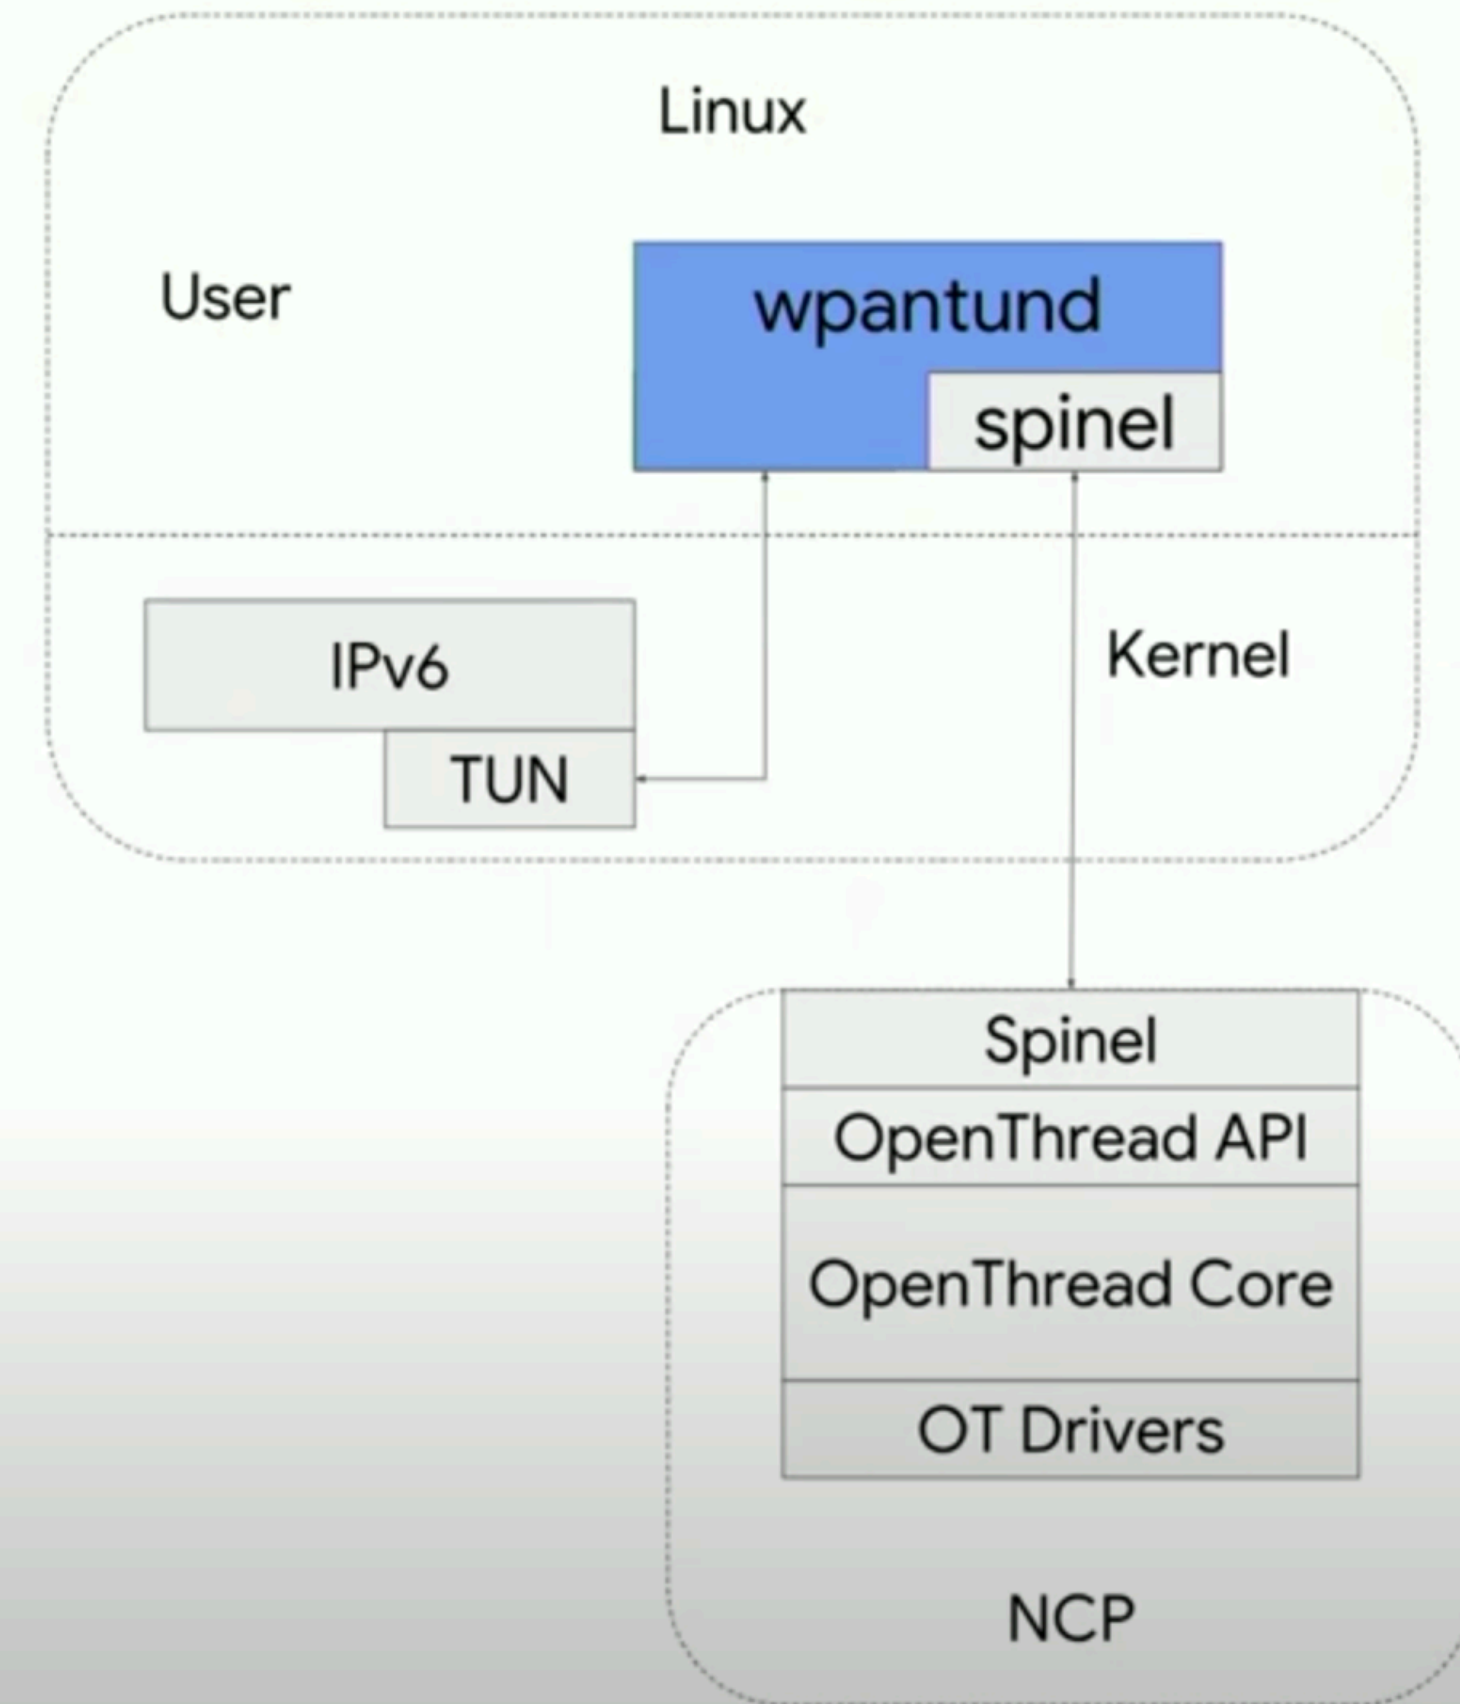 Linux
User
wpantund
spinel
IPv6
Kernel
TUN
Spinel
OpenThread API
OpenThread Core
OT Drivers
NCP